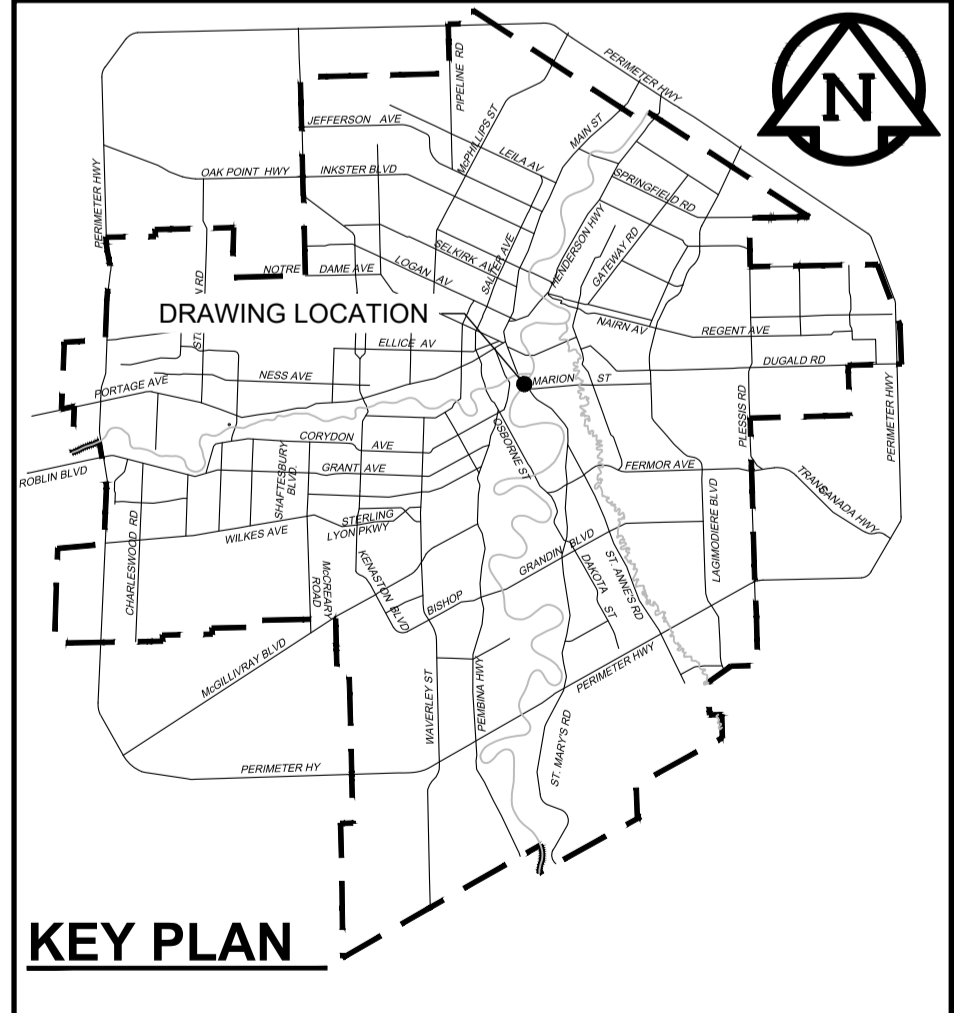 PERIMETER HWY
PIPELINE RD
N
McPHILLIPS ST
JEFFERSON AVE
MAIN ST
LEILA AV
PERIMETER HWY
OAK POINT HWY
INKSTER BLVD
SPRINGFIELD RD
HENDERSON HWY
GATEWAY RD
SELKIRK AV
SALTER AVE
NOTRE DAME AVE
LOGAN AV
DRAWING LOCATION
NAIRN AV
REGENT AVE
ELLICE AV
DUGALD RD
NESS AVE
MARION ST
PORTAGE AVE
PERIMETER HWY
PLESSIS RD
CORYDON AVE
OSBORNE ST
ROBLIN BLVD
GRANT AVE
SHAFTESBURY
BLVD.
FERMOR AVE
TRANSCANADA HWY
LAGIMODIERE BLVD
CHARLESWOOD RD
WILKES AVE
STERLING
LYON PKWY
KENASTON BLVD
BISHOP GRANDIN BLVD
DAKOTA ST
ST. ANNE'S RD
McCREARY
ROAD
McGILLIVRAY BLVD
WAVERLEY ST
PEMBINA HWY
PERIMETER HWY
ST. MARY'S RD
PERIMETER HY
KEY PLAN